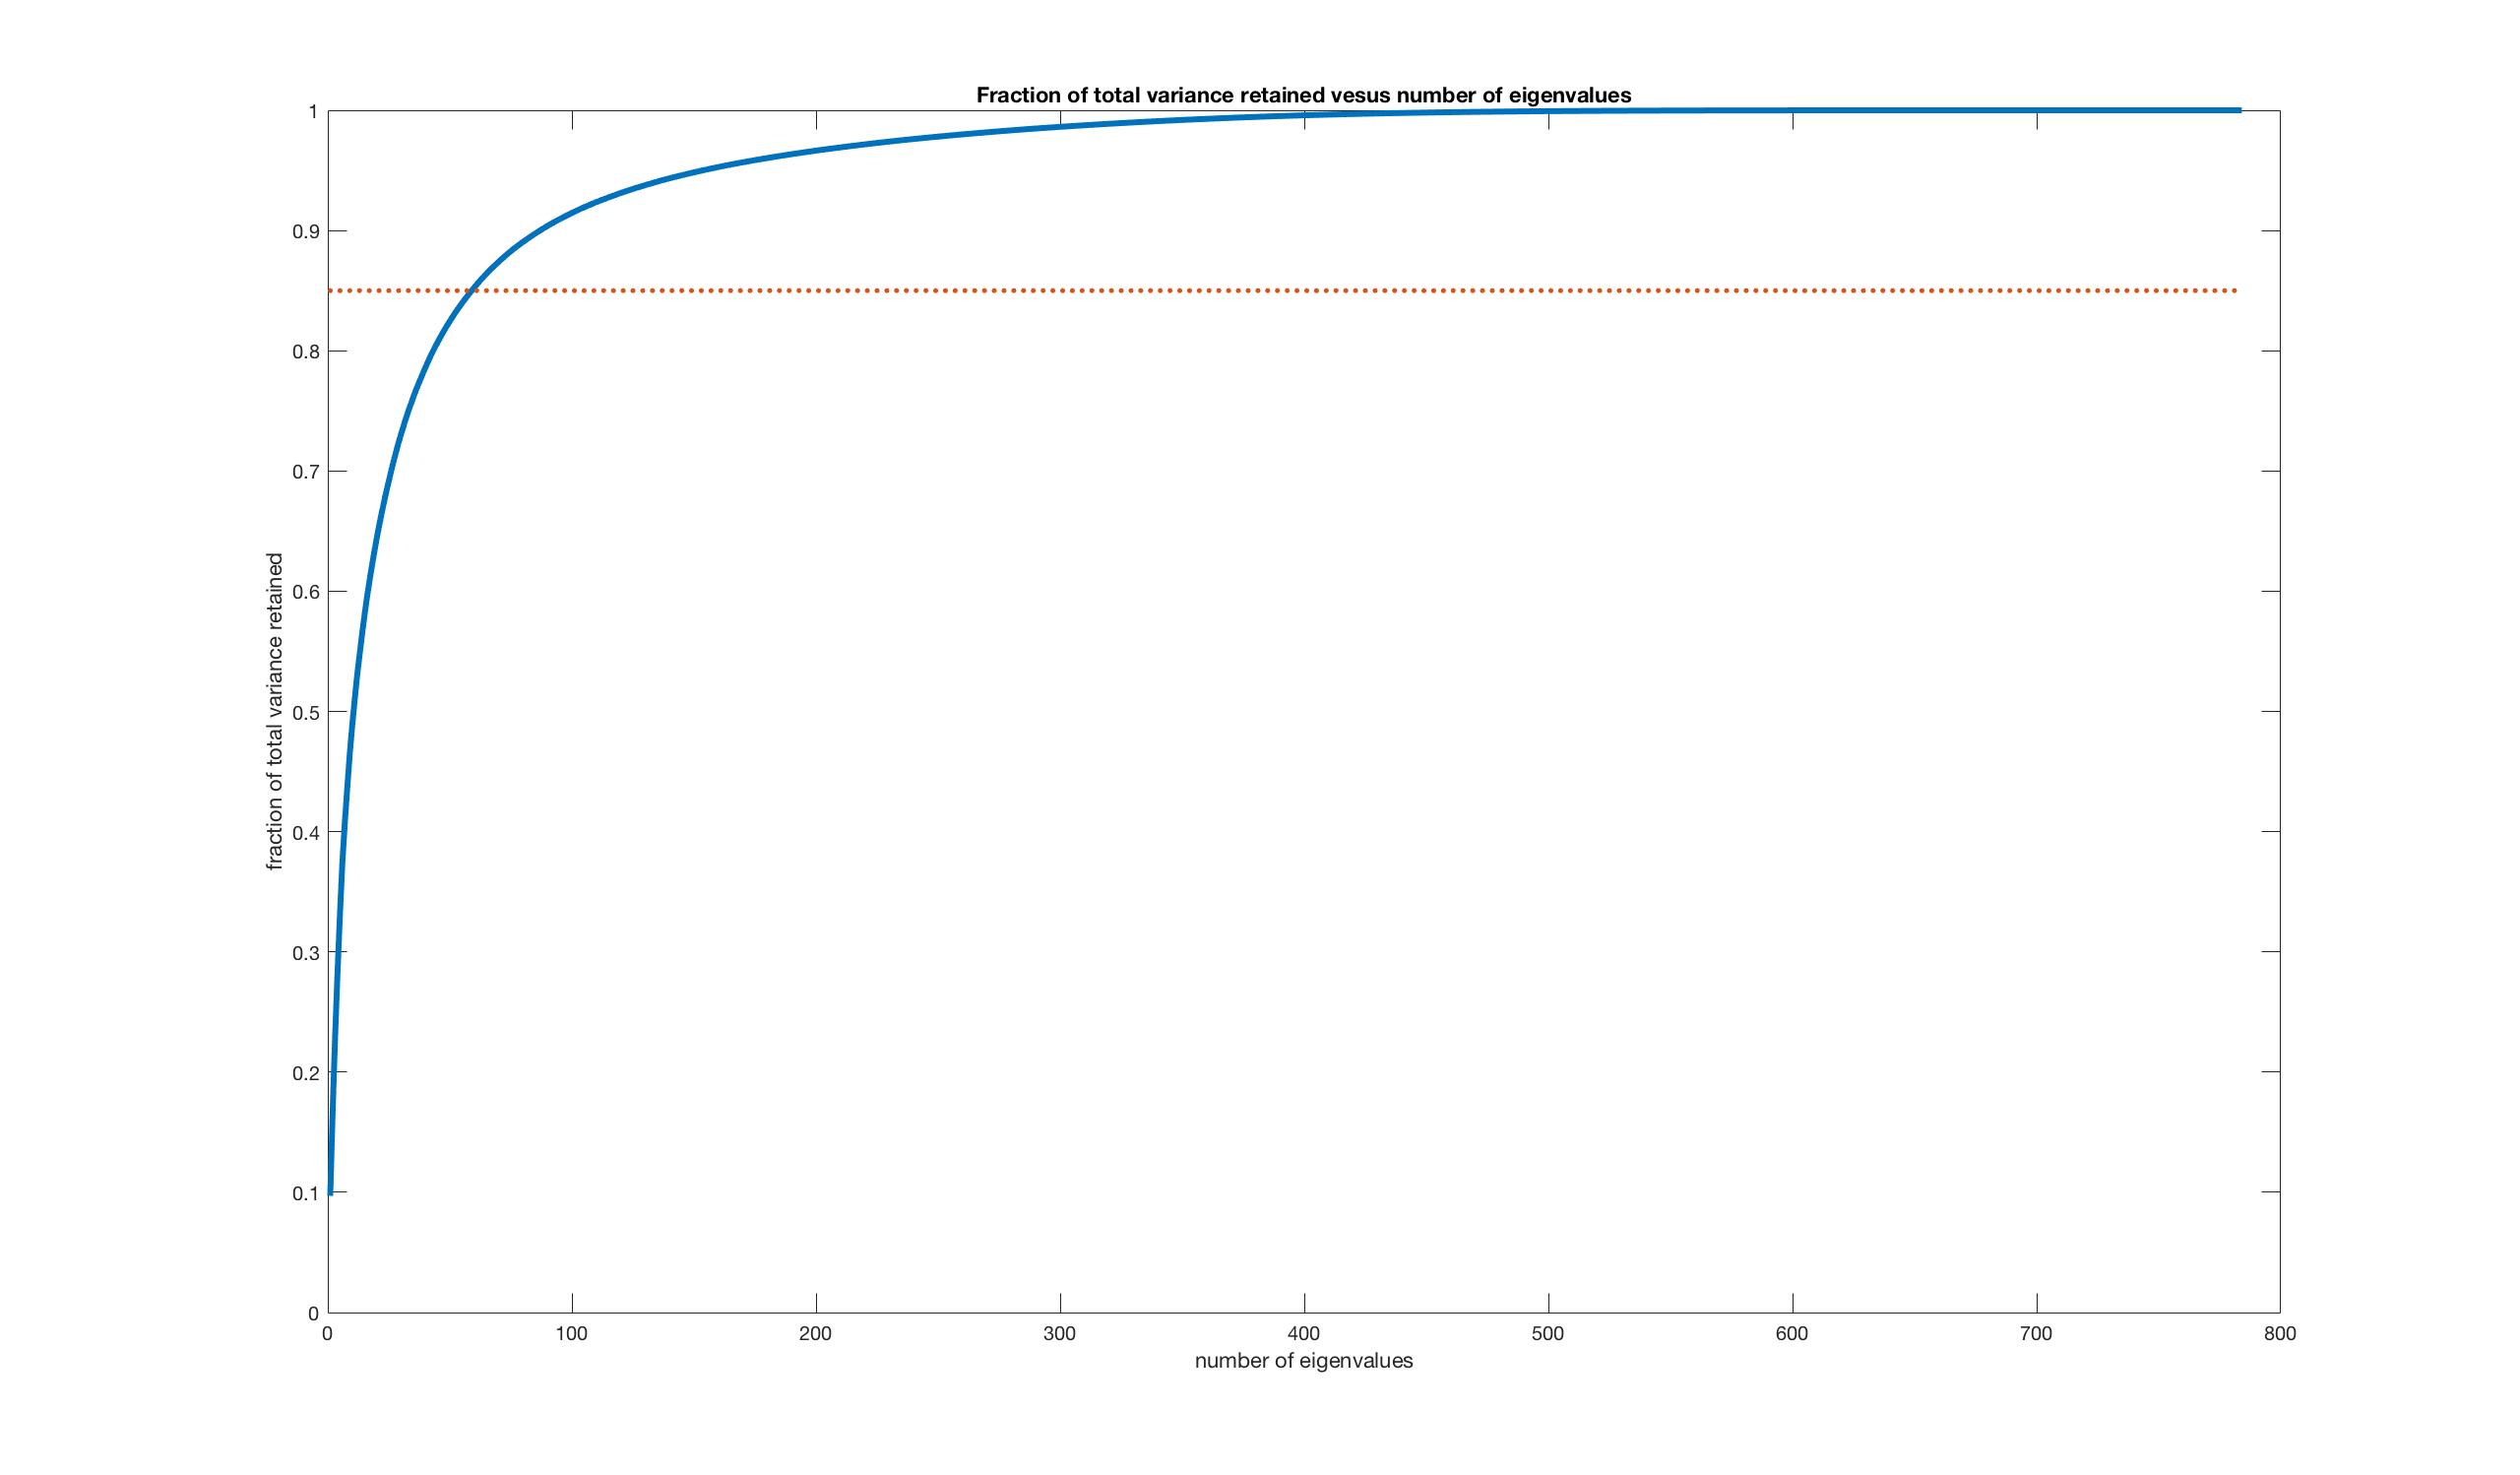 Fraction of total variance retained vesus number of eigenvalues
1
0.9
0.8
0.7
0.6
0.5
0.4
0.3
0.2
0.1
0
fraction of total variance retained
0 100 200 300 400 500 600 700 800
number of eigenvalues